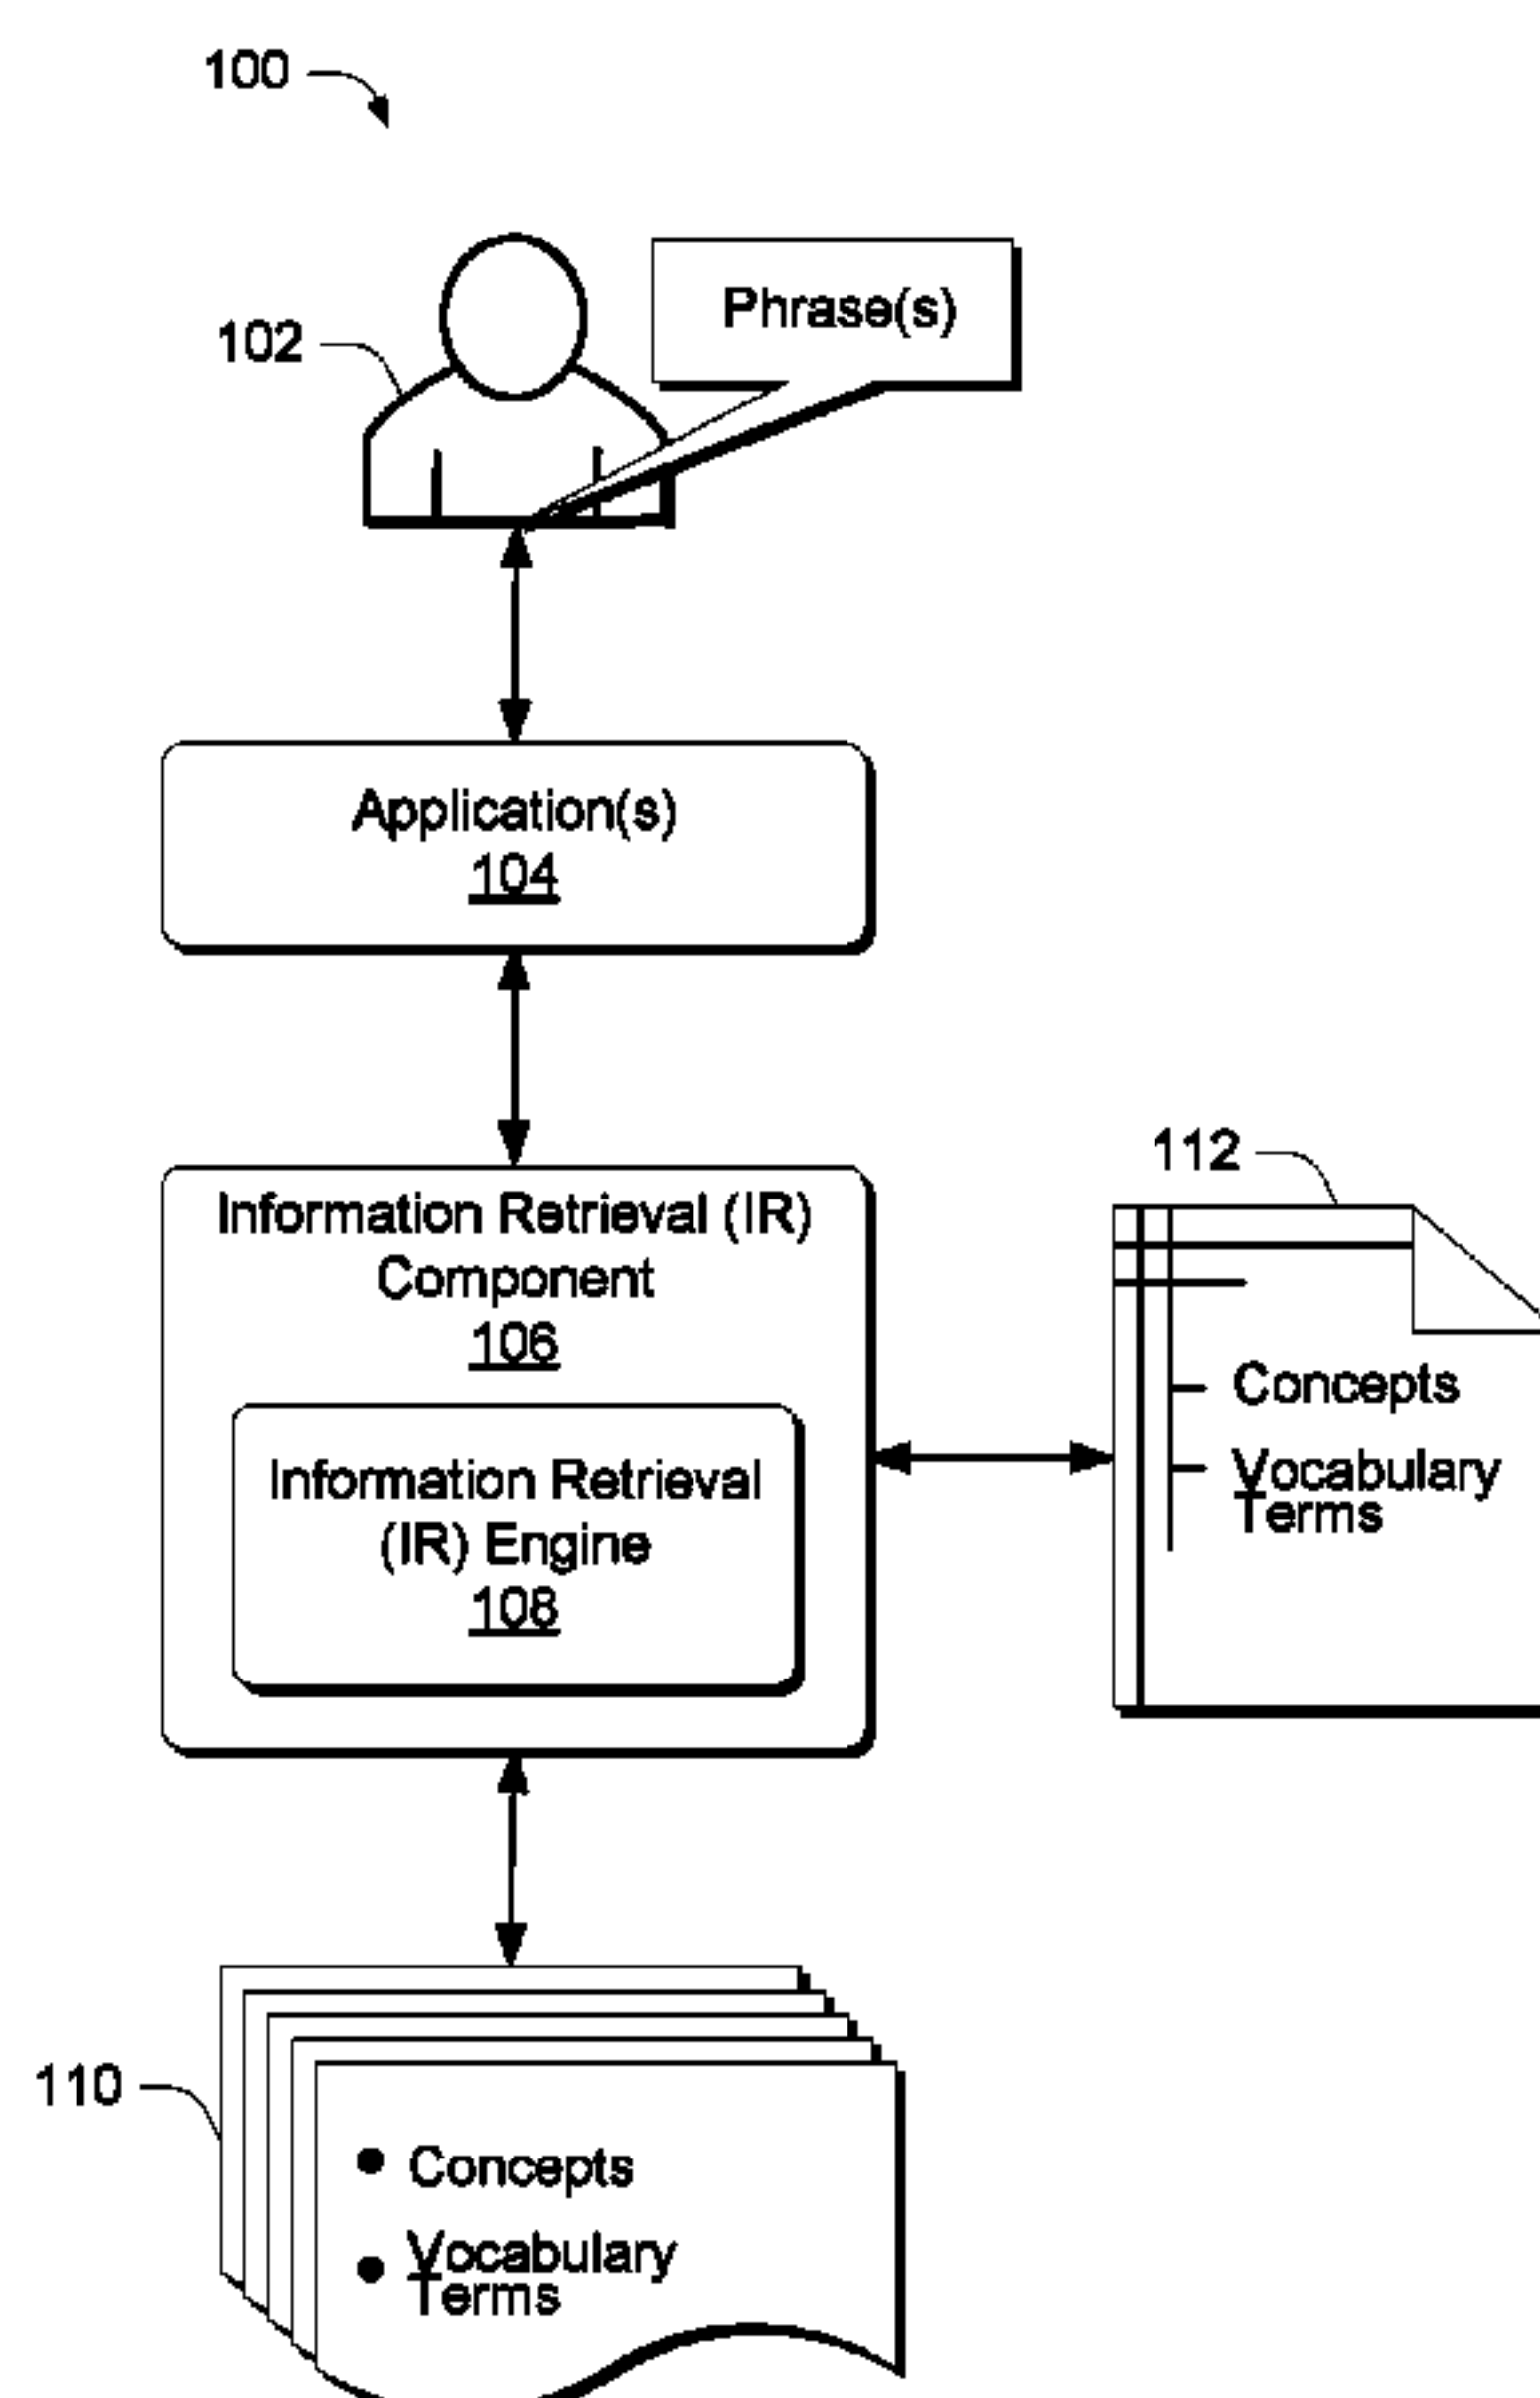 100
102
Phrase(s)
Application(s)
104
Information Retrieval (IR)
Component
106
Information Retrieval
(IR) Engine
108
112
Concepts
Vocabulary
Terms
110
Concepts
Vocabulary
Terms